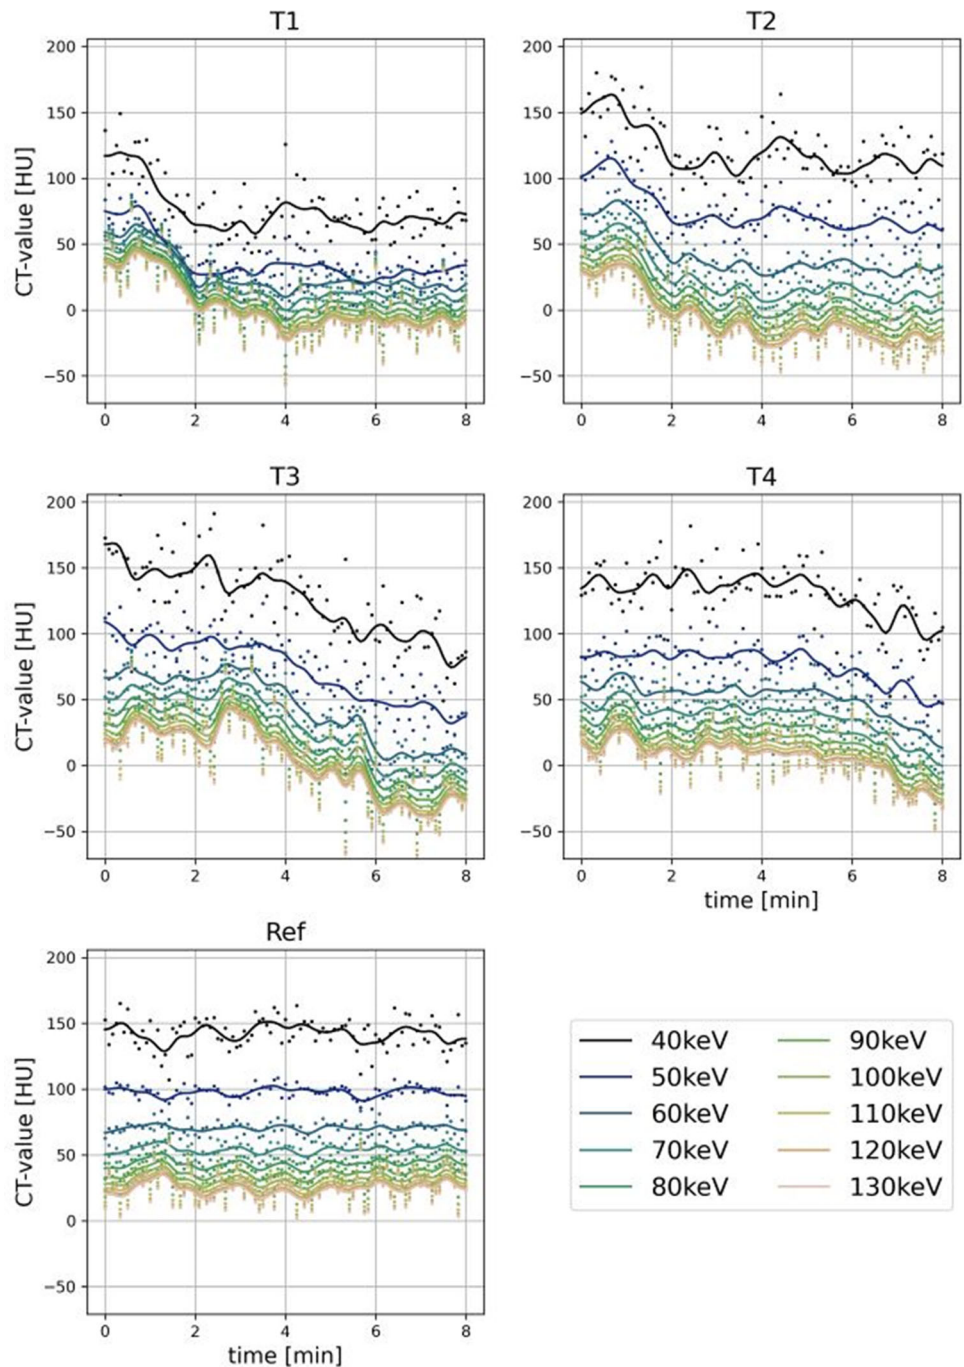 T1
T2
CT-value [HU]
200
150
100
50
0
−50
0 2 4 6 8
200
150
100
50
0
−50
0 2 4 6 8
T3
T4
CT-value [HU]
200
150
100
50
0
−50
0 2 4 6 8
200
150
100
50
0
−50
0 2 4 6 8
time [min]
Ref
CT-value [HU]
200
150
100
50
0
−50
0 2 4 6 8
time [min]
40keV
50keV
60keV
70keV
80keV
90keV
100keV
110keV
120keV
130keV